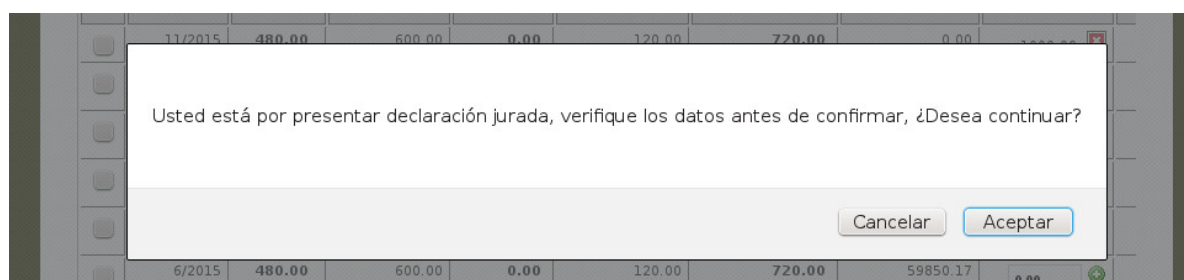 11/2015 480.00 600.00 0.00 120.00 720.00 0.00
Usted está por presentar declaración jurada, verifique los datos antes de confirmar, ¿Desea continuar?
Cancelar Aceptar
6/2015 480.00 600.00 0.00 120.00 720.00 59850.17 0.00